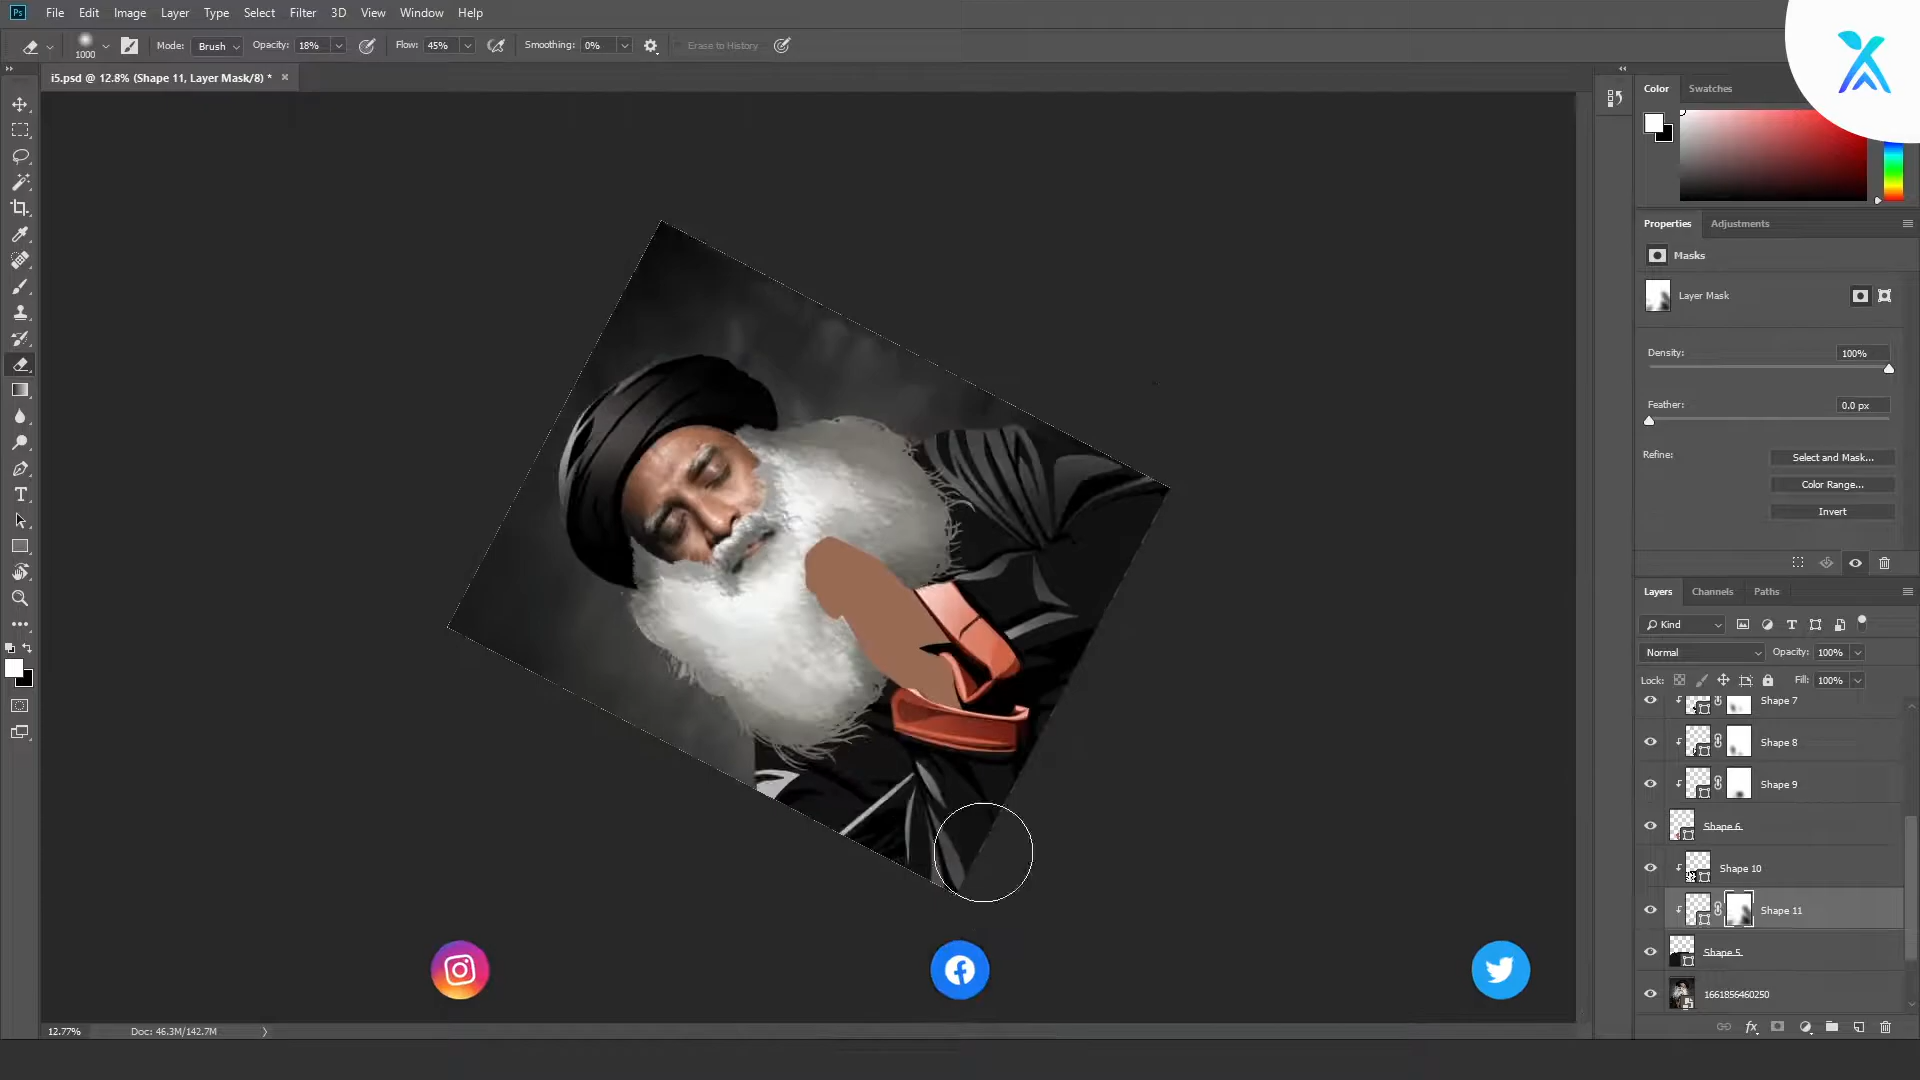 Ps File Edit Image Layer Type Select Filter 3D View Window Help
1000 Mode: Brush Opacity: 18% Flow: 45% Smoothing: 0% Erase to History
i5.psd @ 12.8% (Shape 11, Layer Mask/8) * ×
Color Swatches
Properties Adjustments
Masks
Layer Mask
Density: 100%
Feather: 0.0 px
Refine: Select and Mask...
Color Range...
Invert
Layers Channels Paths
Kind
Normal Opacity: 100%
Lock: Fill: 100%
Shape 7
Shape 8
Shape 9
Shape 6
Shape 10
Shape 11
Shape 5
1661856460250
fx
12.77% Doc: 46.3M/142.7M